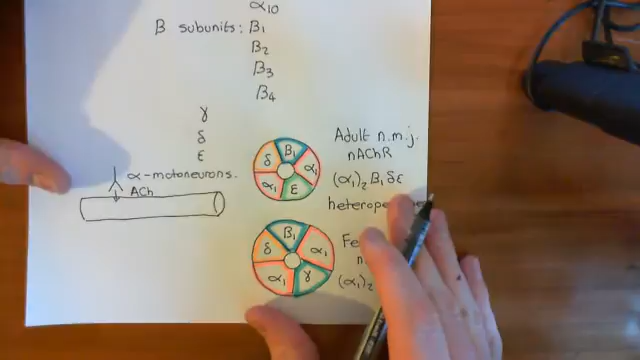 α10
β subunits: β1
β2
β3
β4
γ
δ
ε
α-motoneurons.
ACh
β1
δ
α1
α1
ε
Adult n.m.j.
nAChR
(α1)2 β1 δε
β1
δ
α1
α1
γ
(α1)2